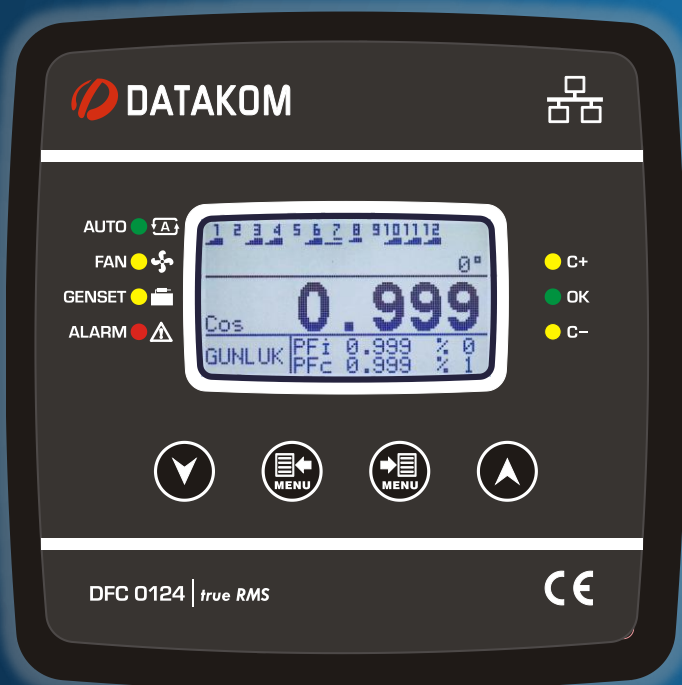 DATAKOM
AUTO A
FAN
GENSET
ALARM
1 2 3 4 5 6 7 8 9 10 11 12
0°
Cos 0.999
GUNLUK
PFi 0.999 % 0
PFc 0.999 % 1
C+
OK
C−
MENU
MENU
DFC 0124 true RMS
CE